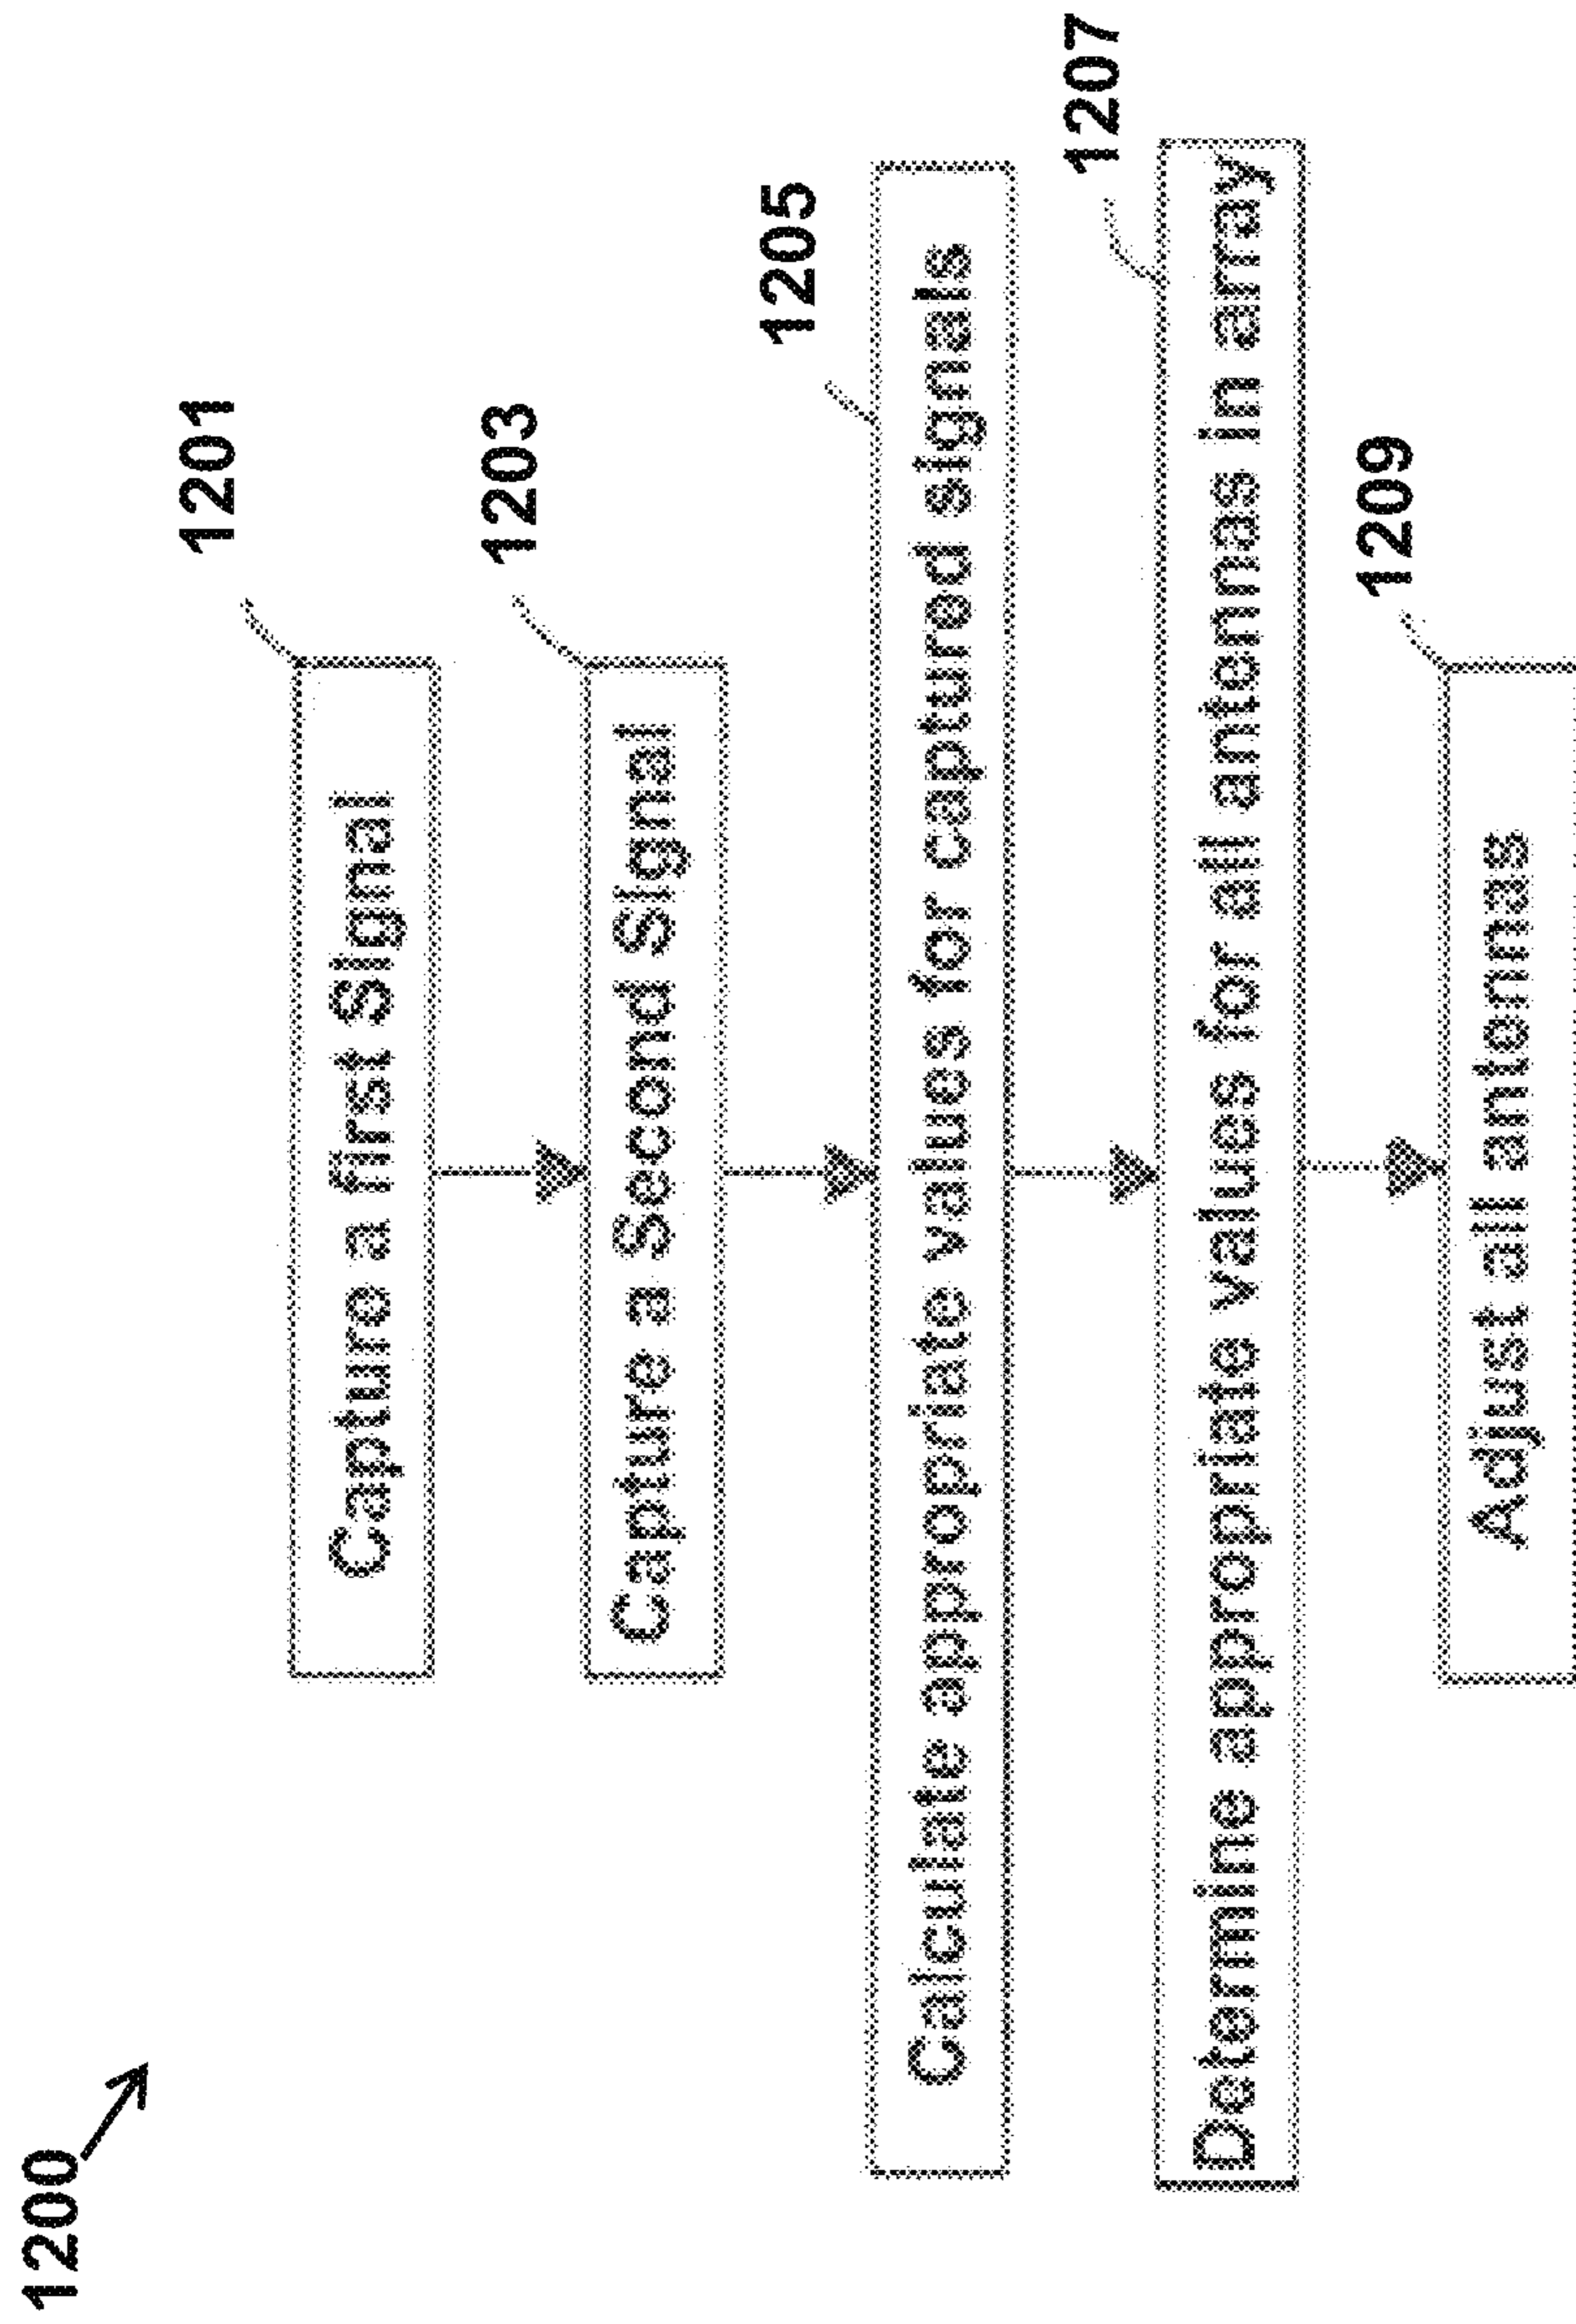 1200
1201
Capture a first Signal
1203
Capture a Second Signal
1205
Calculate appropriate values for captured signals
1207
Determine appropriate values for all antennas in array
1209
Adjust all antennas